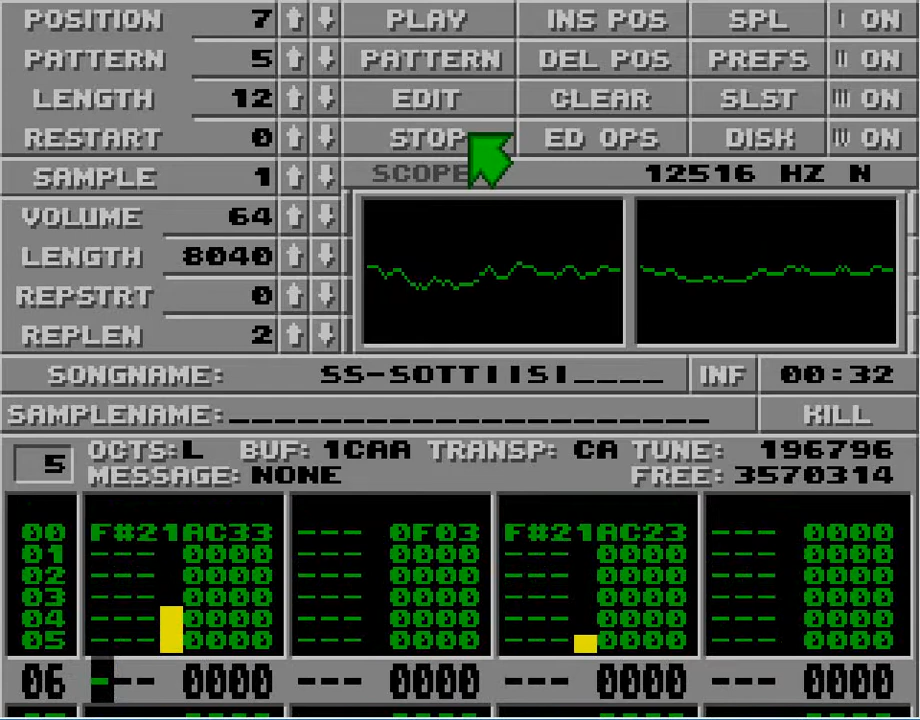 POSITION 7 PLAY INS POS SPL I ON
PATTERN 5 PATTERN DEL POS PREFS II ON
LENGTH 12 EDIT CLEAR SLST III ON
RESTART 0 STOP ED OPS DISK IV ON
SAMPLE 1 SCOPE 12516 HZ N
VOLUME 64
LENGTH 8040
REPSTRT 0
REPLEN 2
SONGNAME: SS-SOTTIISI____ INF 00:32
SAMPLENAME:______________________ KILL
5 OCTS:L BUF: 1CAA TRANSP: CA TUNE: 196796
MESSAGE: NONE FREE: 3570314
00 F#21AC33 --- 0F03 F#21AC23 --- 0000
01 --- 0000 --- 0000 --- 0000 --- 0000
02 --- 0000 --- 0000 --- 0000 --- 0000
03 --- 0000 --- 0000 --- 0000 --- 0000
04 --- 0000 --- 0000 --- 0000 --- 0000
05 --- 0000 --- 0000 --- 0000 --- 0000
06 --- 0000 --- 0000 --- 0000 --- 0000